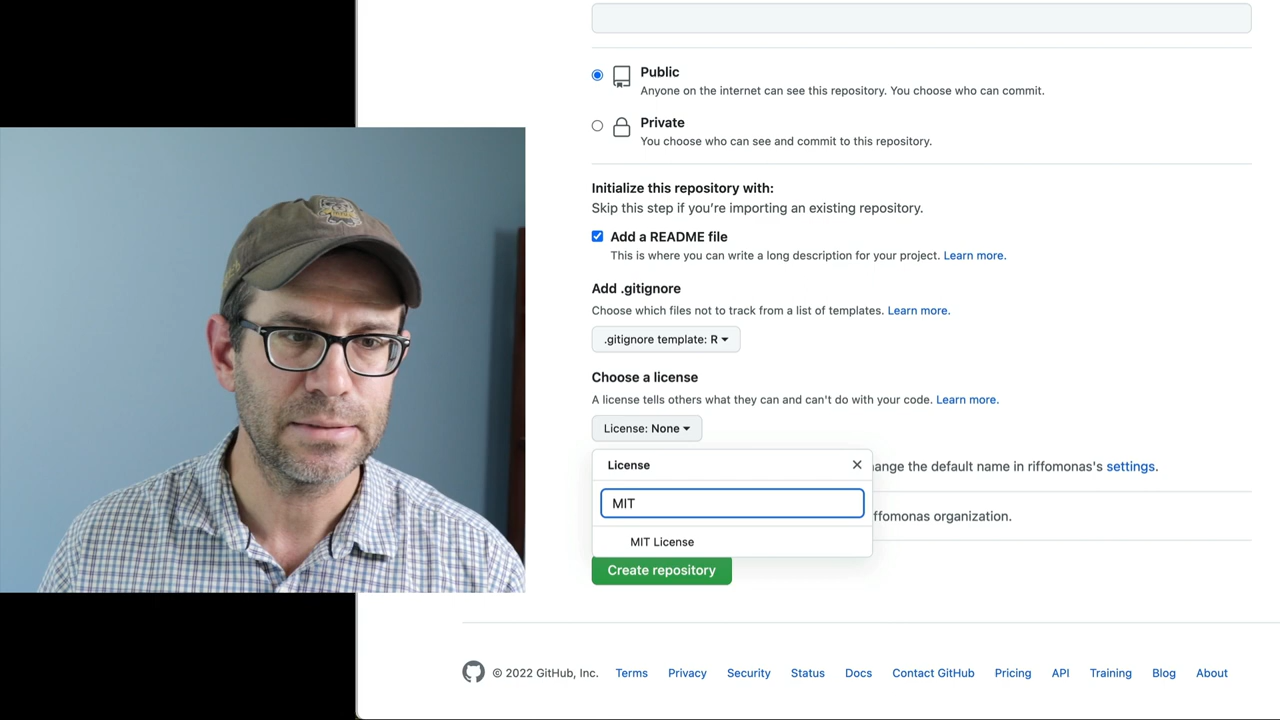 Public
Anyone on the internet can see this repository. You choose who can commit.
Private
You choose who can see and commit to this repository.
Initialize this repository with:
Skip this step if you’re importing an existing repository.
Add a README file
This is where you can write a long description for your project. Learn more.
Add .gitignore
Choose which files not to track from a list of templates. Learn more.
.gitignore template: R
Choose a license
A license tells others what they can and can't do with your code. Learn more.
License: None
License
ange the default name in riffomonas's settings.
MIT
ffomonas organization.
MIT License
Create repository
© 2022 GitHub, Inc. Terms Privacy Security Status Docs Contact GitHub Pricing API Training Blog About